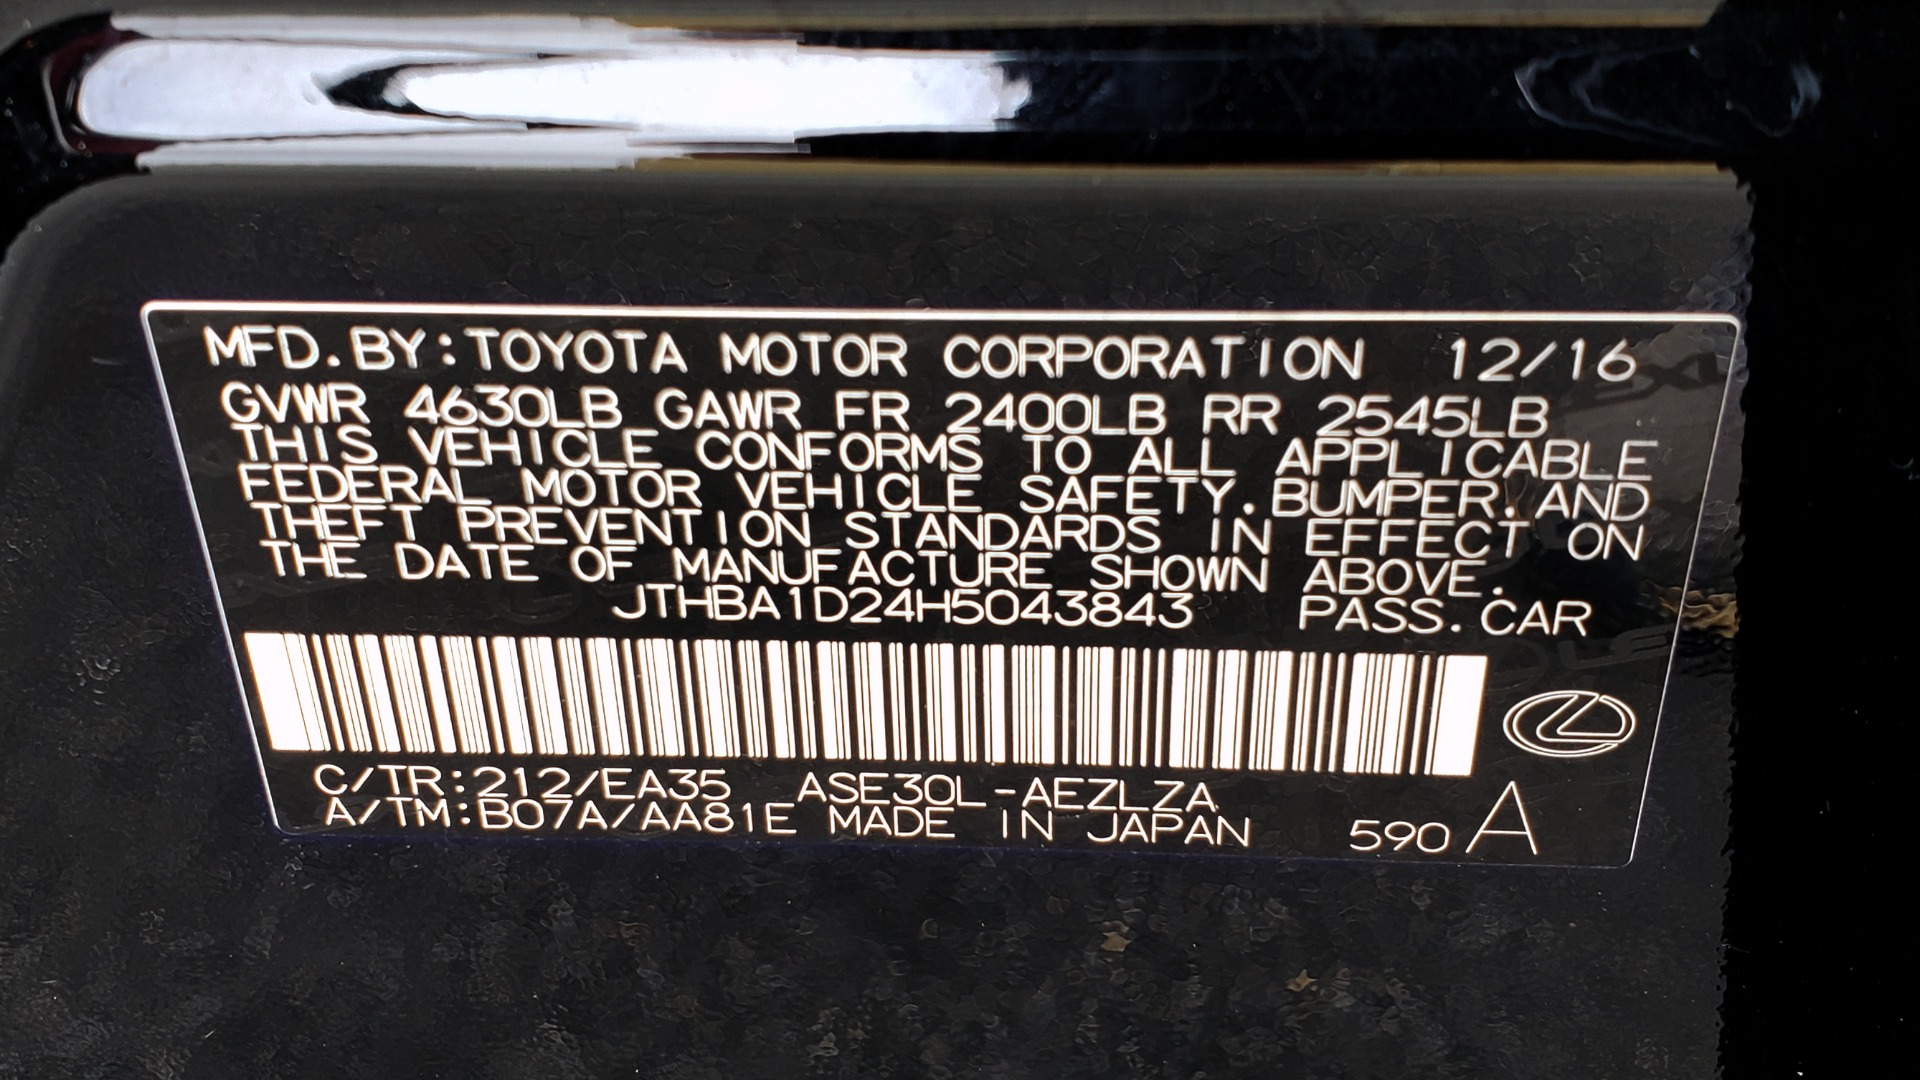 MFD.BY:TOYOTA MOTOR CORPORATION 12/16
GVWR 4630LB GAWR FR 2400LB RR 2545LB
THIS VEHICLE CONFORMS TO ALL APPLICABLE
FEDERAL MOTOR VEHICLE SAFETY.BUMPER.AND
THEFT PREVENTION STANDARDS IN EFFECT ON
THE DATE OF MANUFACTURE SHOWN ABOVE.
JTHBA1D24H5043843 PASS.CAR
C/TR:212/EA35 ASE30L-AEZLZA
A/TM:B07A/AA81E MADE IN JAPAN 590 A